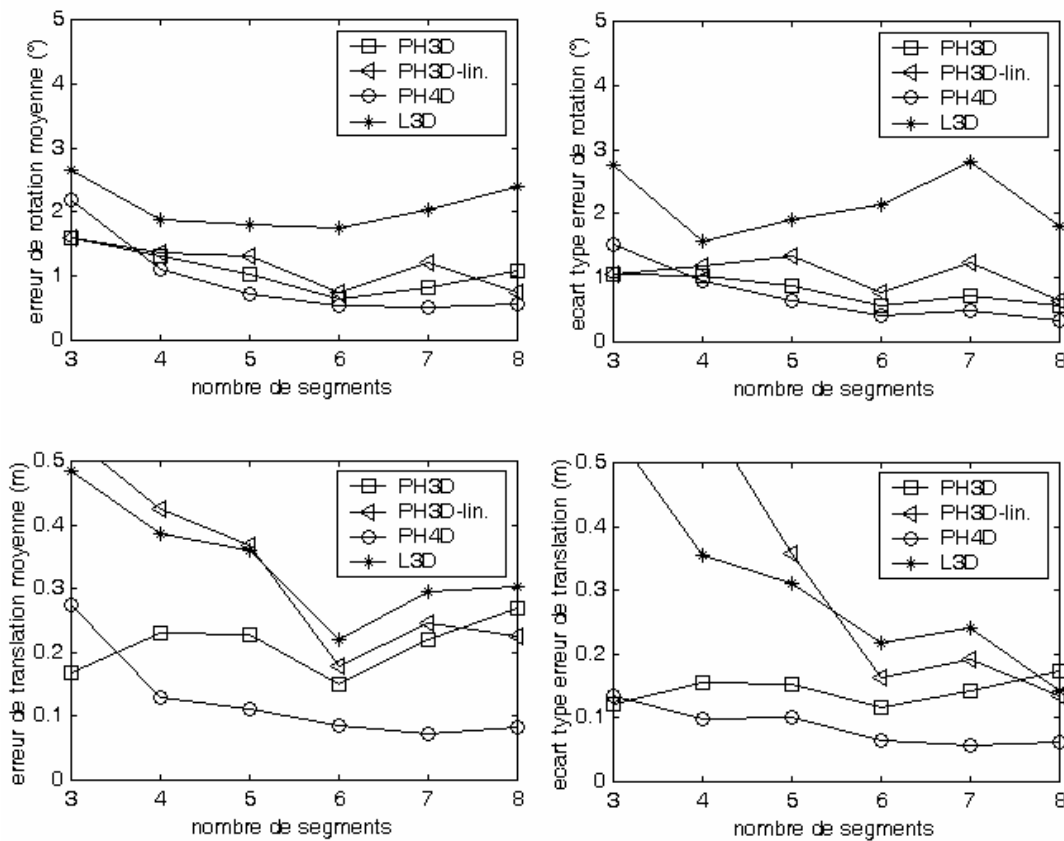 erreur de rotation moyenne (°)
5
4
3
2
1
0
PH3D
PH3D-lin.
PH4D
L3D
3 4 5 6 7 8
nombre de segments
ecart type erreur de rotation (°)
5
4
3
2
1
0
PH3D
PH3D-lin.
PH4D
L3D
3 4 5 6 7 8
nombre de segments
erreur de translation moyenne (m)
0.5
0.4
0.3
0.2
0.1
0
PH3D
PH3D-lin.
PH4D
L3D
3 4 5 6 7 8
nombre de segments
ecart type erreur de translation (m)
0.5
0.4
0.3
0.2
0.1
0
PH3D
PH3D-lin.
PH4D
L3D
3 4 5 6 7 8
nombre de segments